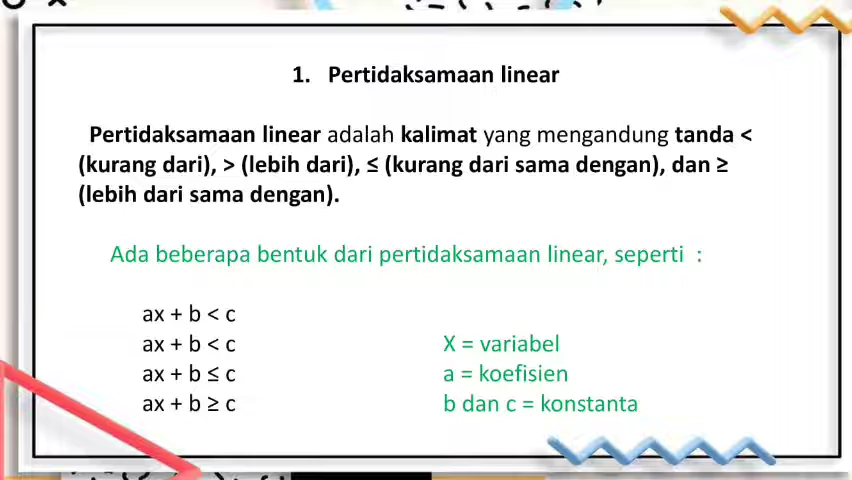 1. Pertidaksamaan linear
Pertidaksamaan linear adalah kalimat yang mengandung tanda <
(kurang dari), > (lebih dari), ≤ (kurang dari sama dengan), dan ≥
(lebih dari sama dengan).
Ada beberapa bentuk dari pertidaksamaan linear, seperti :
ax + b < c
ax + b < c
ax + b ≤ c
ax + b ≥ c
X = variabel
a = koefisien
b dan c = konstanta